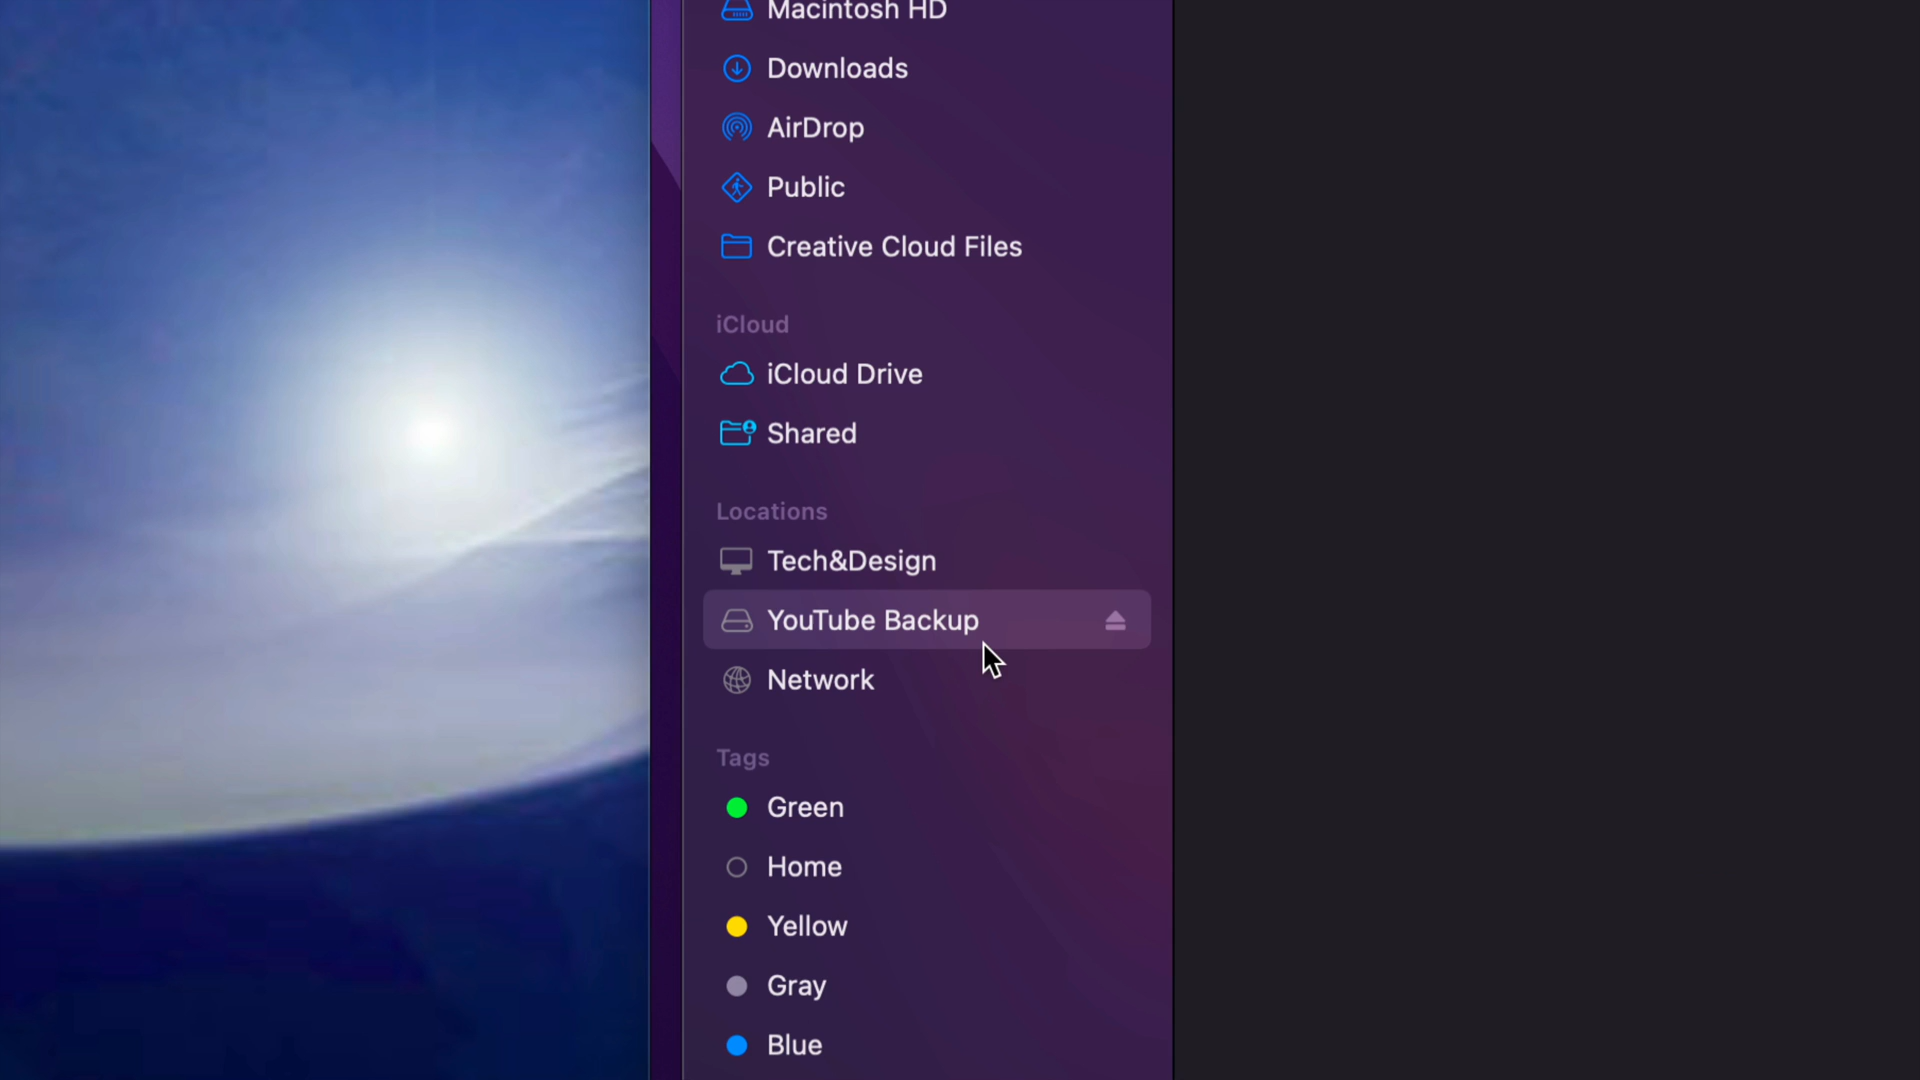 Macintosh HD
Downloads
AirDrop
Public
Creative Cloud Files
iCloud
iCloud Drive
Shared
Locations
Tech&Design
YouTube Backup
Network
Tags
Green
Home
Yellow
Gray
Blue